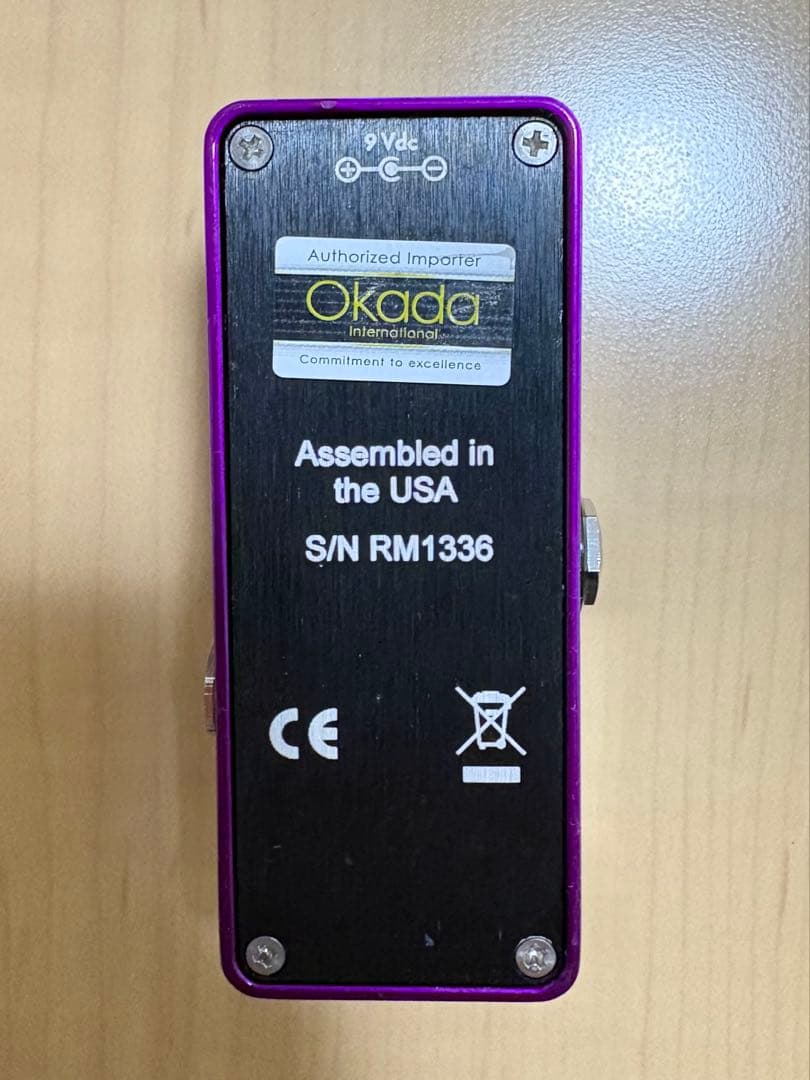 9 Vdc
Authorized Importer
Okada
International
Commitment to excellence
Assembled in
the USA
S/N RM1336
CE